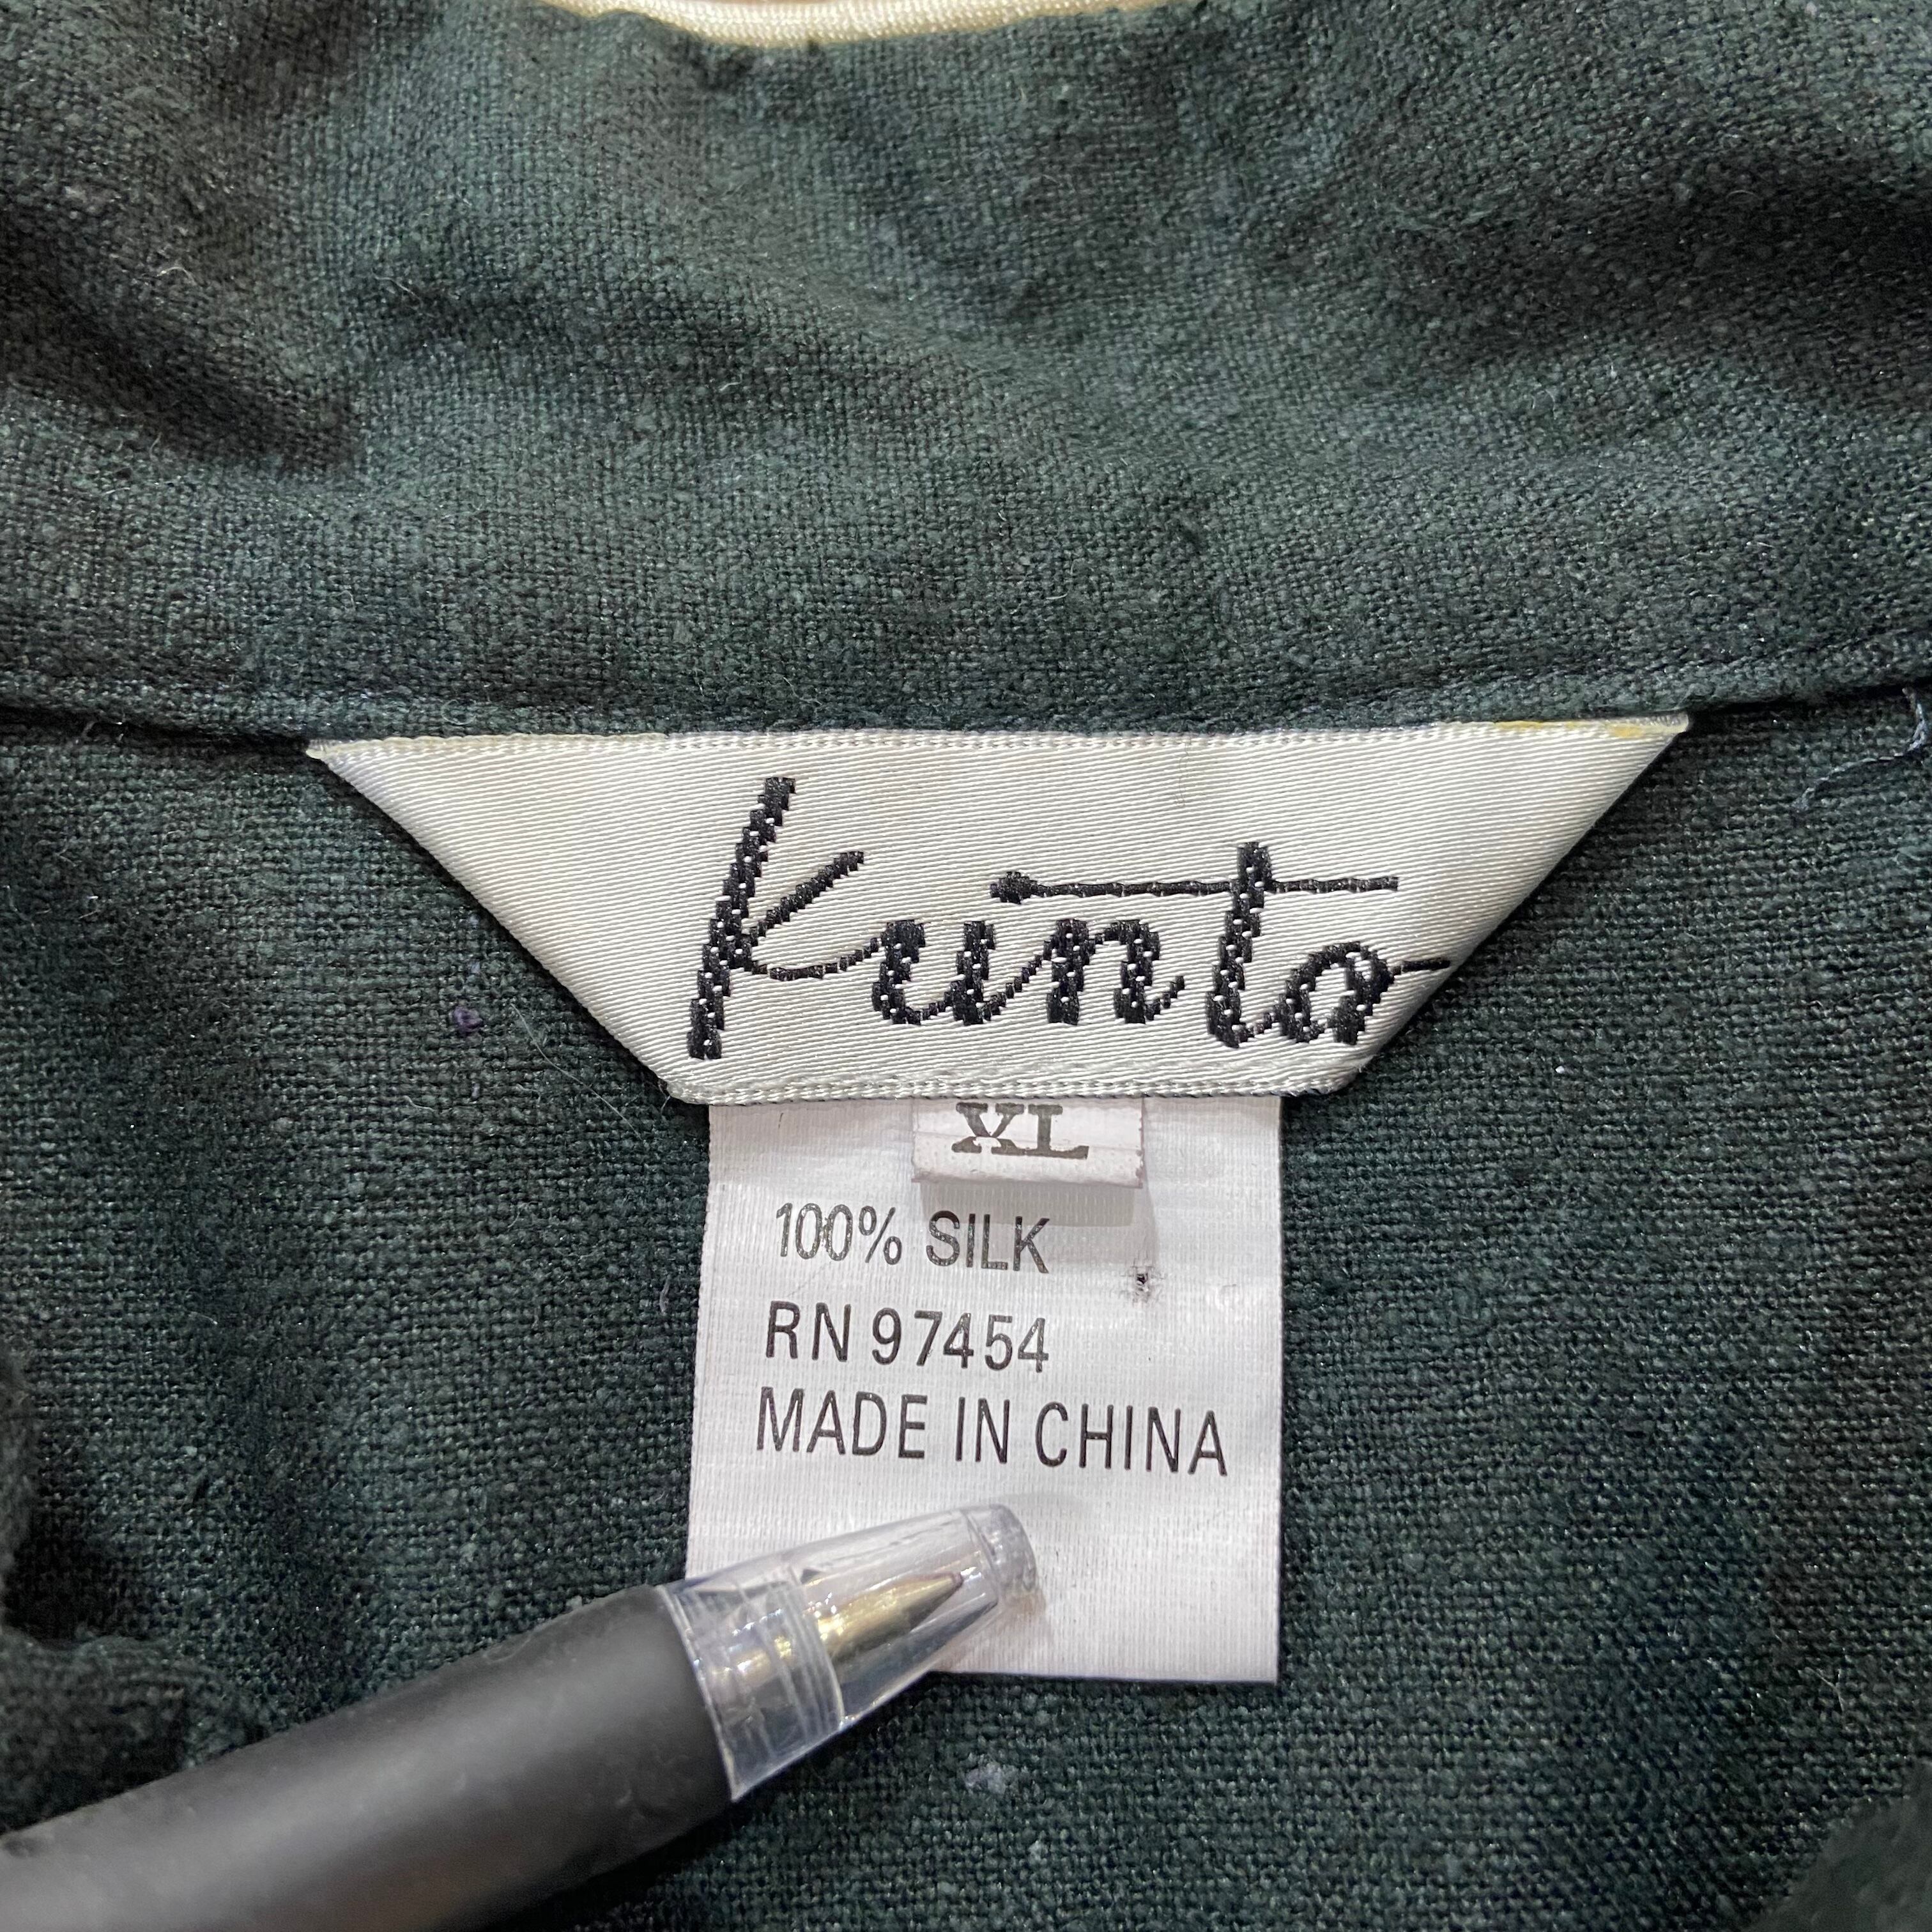 Kunto
XL
100% SILK
RN 97454
MADE IN CHINA